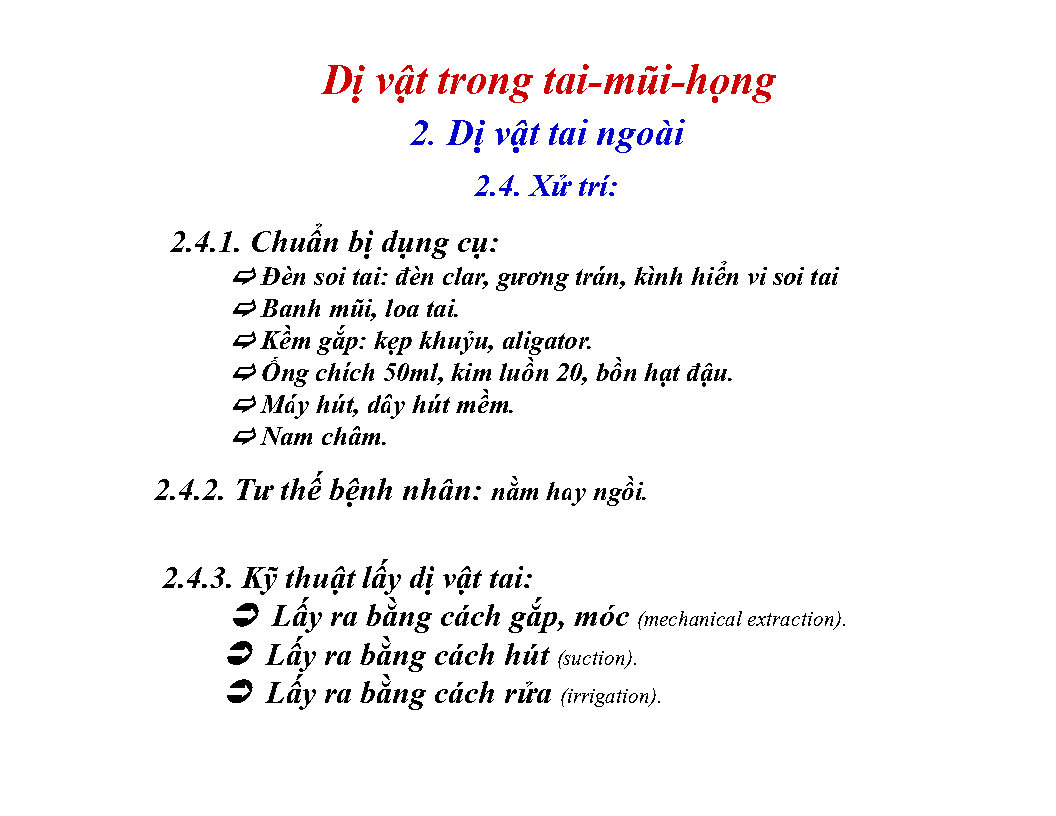 Dị vật trong tai-mũi-họng
2. Dị vật tai ngoài
2.4. Xử trí:
2.4.1. Chuẩn bị dụng cụ:
➫ Đèn soi tai: đèn clar, gương trán, kình hiển vi soi tai
➫ Banh mũi, loa tai.
➫ Kềm gắp: kẹp khuỷu, aligator.
➫ Ống chích 50ml, kim luồn 20, bồn hạt đậu.
➫ Máy hút, dây hút mềm.
➫ Nam châm.
2.4.2. Tư thế bệnh nhân: nằm hay ngồi.
2.4.3. Kỹ thuật lấy dị vật tai:
➲ Lấy ra bằng cách gắp, móc (mechanical extraction).
➲ Lấy ra bằng cách hút (suction).
➲ Lấy ra bằng cách rửa (irrigation).